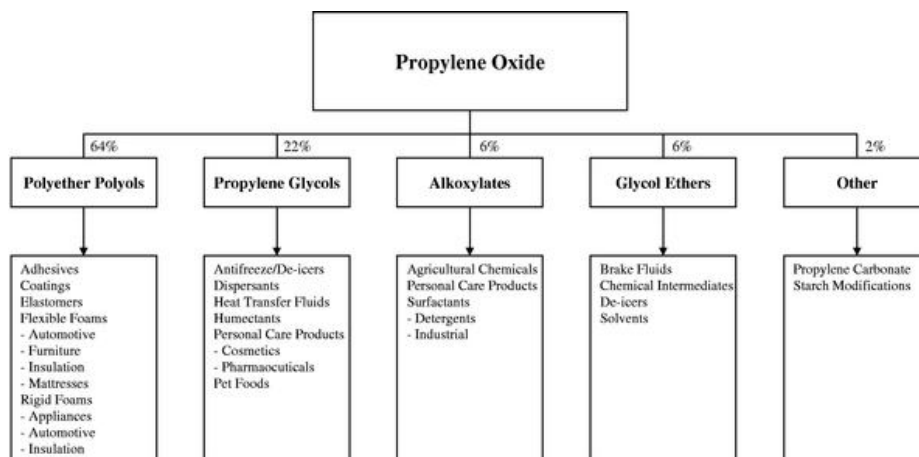 Propylene Oxide
64%
22%
6%
6%
2%
Polyether Polyols
Propylene Glycols
Alkoxylates
Glycol Ethers
Other
Adhesives
Coatings
Elastomers
Flexible Foams
- Automotive
- Furniture
- Insulation
- Mattresses
Rigid Foams
- Appliances
- Automotive
- Insulation
Antifreeze/De-icers
Dispersants
Heat Transfer Fluids
Humectants
Personal Care Products
- Cosmetics
- Pharmaocuticals
Pet Foods
Agricultural Chemicals
Personal Care Products
Surfactants
- Detergents
- Industrial
Brake Fluids
Chemical Intermediates
De-icers
Solvents
Propylene Carbonate
Starch Modifications